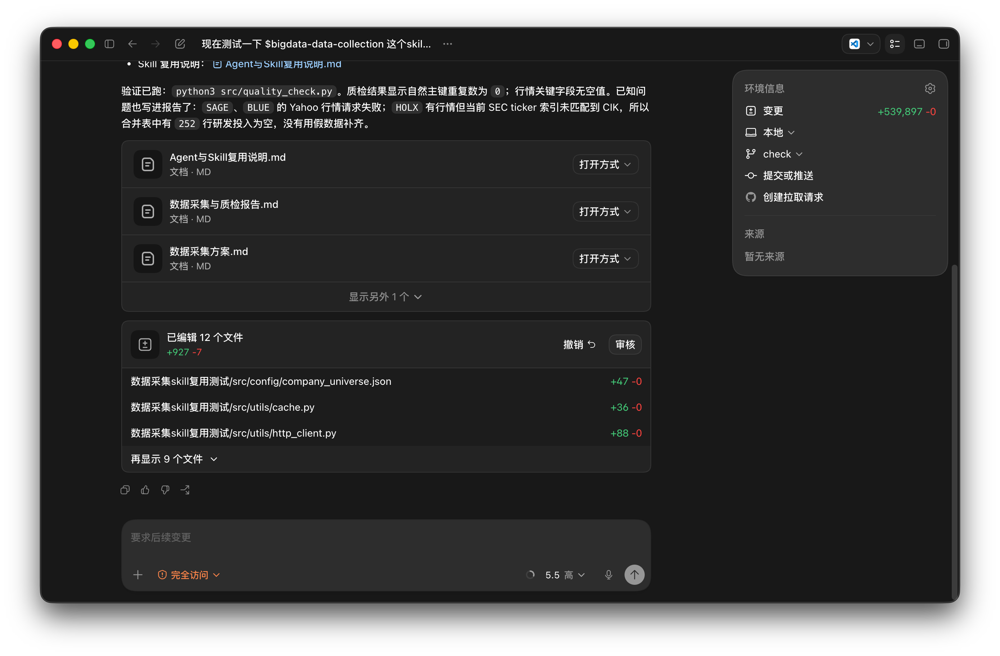 现在测试一下 $bigdata-data-collection 这个skil...
• Skill 复用说明： Agent与Skill复用说明.md
验证已跑： python3 src/quality_check.py 。质检结果显示自然主键重复数为 0 ；行情关键字段无空值。已知问
题也写进报告了： SAGE 、 BLUE 的 Yahoo 行情请求失败； HOLX 有行情但当前 SEC ticker 索引未匹配到 CIK，所以
合并表中有 252 行研发投入为空，没有用假数据补齐。
Agent与Skill复用说明.md
文档 · MD
打开方式
数据采集与质检报告.md
文档 · MD
打开方式
数据采集方案.md
文档 · MD
打开方式
显示另外 1 个
已编辑 12 个文件
+927 -7
撤销
审核
数据采集skill复用测试/src/config/company_universe.json +47 -0
数据采集skill复用测试/src/utils/cache.py +36 -0
数据采集skill复用测试/src/utils/http_client.py +88 -0
再显示 9 个文件
要求后续变更
完全访问
5.5 高
环境信息
变更 +539,897 -0
本地
check
提交或推送
创建拉取请求
来源
暂无来源